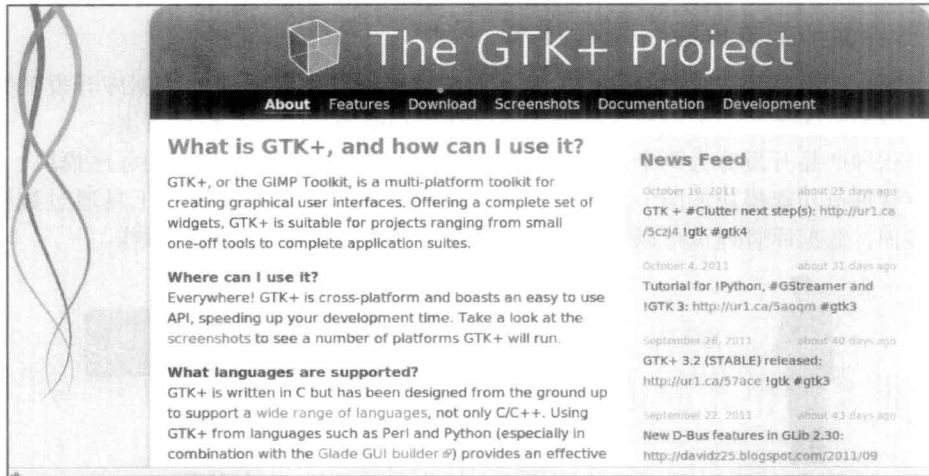 The GTK+ Project
About Features Download Screenshots Documentation Development
What is GTK+, and how can I use it?
GTK+, or the GIMP Toolkit, is a multi-platform toolkit for
creating graphical user interfaces. Offering a complete set of
widgets, GTK+ is suitable for projects ranging from small
one-off tools to complete application suites.
Where can I use it?
Everywhere! GTK+ is cross-platform and boasts an easy to use
API, speeding up your development time. Take a look at the
screenshots to see a number of platforms GTK+ will run.
What languages are supported?
GTK+ is written in C but has been designed from the ground up
to support a wide range of languages, not only C/C++. Using
GTK+ from languages such as Perl and Python (especially in
combination with the Glade GUI builder) provides an effective
News Feed
October 10, 2011 about 25 days ago
GTK + #Clutter next step(s): http://ur1.ca
/5czj4 !gtk #gtk4
October 4, 2011 about 31 days ago
Tutorial for !Python, #GStreamer and
!GTK 3: http://ur1.ca/5aoqm #gtk3
September 26, 2011 about 40 days ago
GTK+ 3.2 (STABLE) released:
http://ur1.ca/57ace !gtk #gtk3
September 22, 2011 about 43 days ago
New D-Bus features in GLib 2.30:
http://davidz25.blogspot.com/2011/09